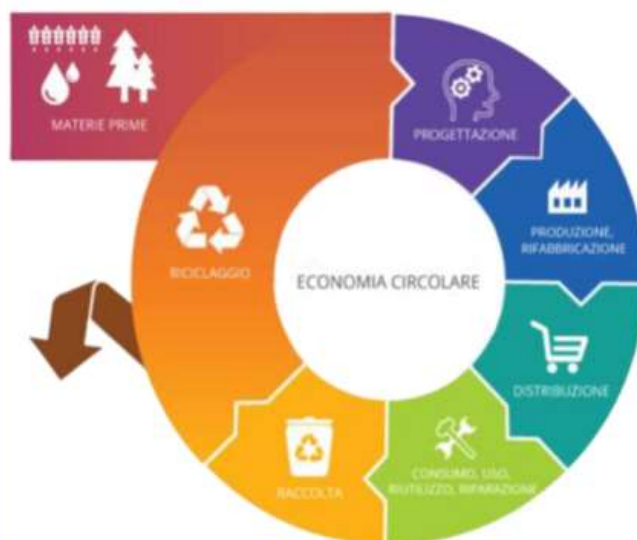 MATERIE PRIME
PROGETTAZIONE
PRODUZIONE,
RIFABBRICAZIONE
DISTRIBUZIONE
CONSUMO, USO,
RIUTILIZZO, RIPARAZIONE
RACCOLTA
RICICLAGGIO
ECONOMIA CIRCOLARE